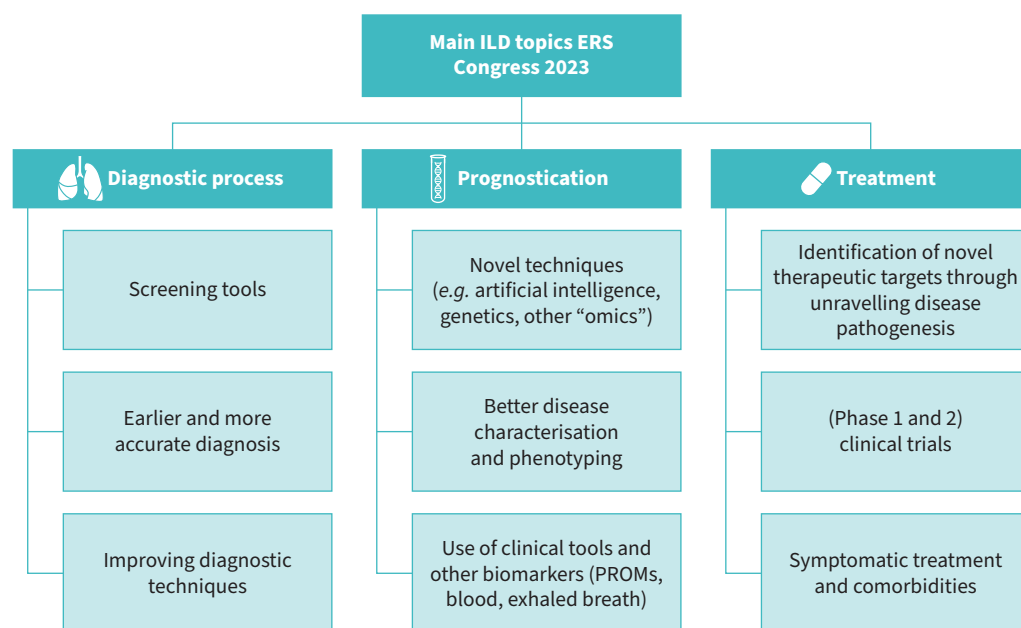 Main ILD topics ERS
Congress 2023
Diagnostic process
Screening tools
Earlier and more
accurate diagnosis
Improving diagnostic
techniques
Prognostication
Novel techniques
(e.g. artificial intelligence,
genetics, other “omics”)
Better disease
characterisation
and phenotyping
Use of clinical tools and
other biomarkers (PROMs,
blood, exhaled breath)
Treatment
Identification of novel
therapeutic targets through
unravelling disease
pathogenesis
(Phase 1 and 2)
clinical trials
Symptomatic treatment
and comorbidities